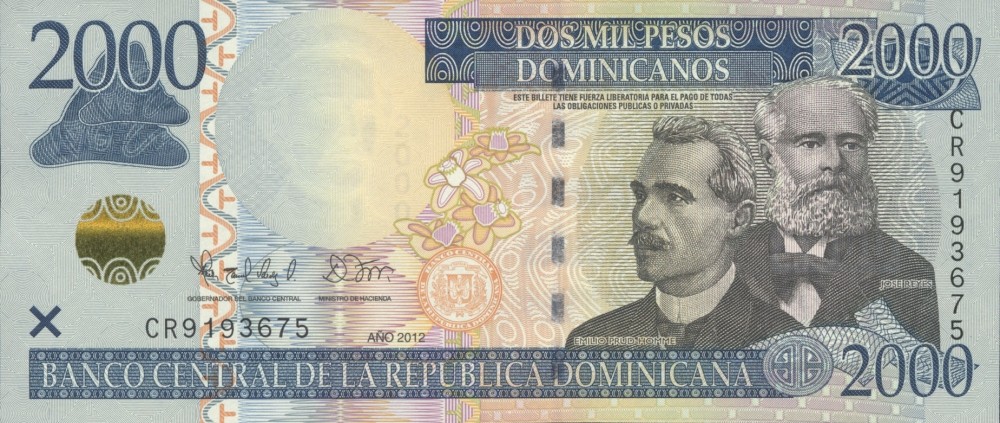 2000
DOS MIL PESOS
DOMINICANOS
2000
ESTE BILLETE TIENE FUERZA LIBERATORIA PARA EL PAGO DE TODAS
LAS OBLIGACIONES PUBLICAS O PRIVADAS
CR9193675
GOBERNADOR DEL BANCO CENTRAL
MINISTRO DE HACIENDA
JOSE REYES
CR9193675
AÑO 2012
EMILIO PRUD-HOMME
BANCO CENTRAL DE LA REPUBLICA DOMINICANA
2000